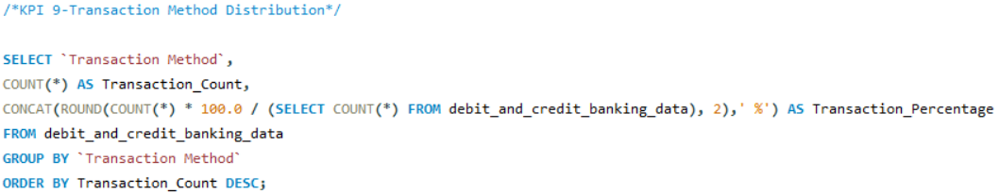 /*KPI 9-Transaction Method Distribution*/
SELECT `Transaction Method`,
COUNT(*) AS Transaction_Count,
CONCAT(ROUND(COUNT(*) * 100.0 / (SELECT COUNT(*) FROM debit_and_credit_banking_data), 2),' %') AS Transaction_Percentage
FROM debit_and_credit_banking_data
GROUP BY `Transaction Method`
ORDER BY Transaction_Count DESC;